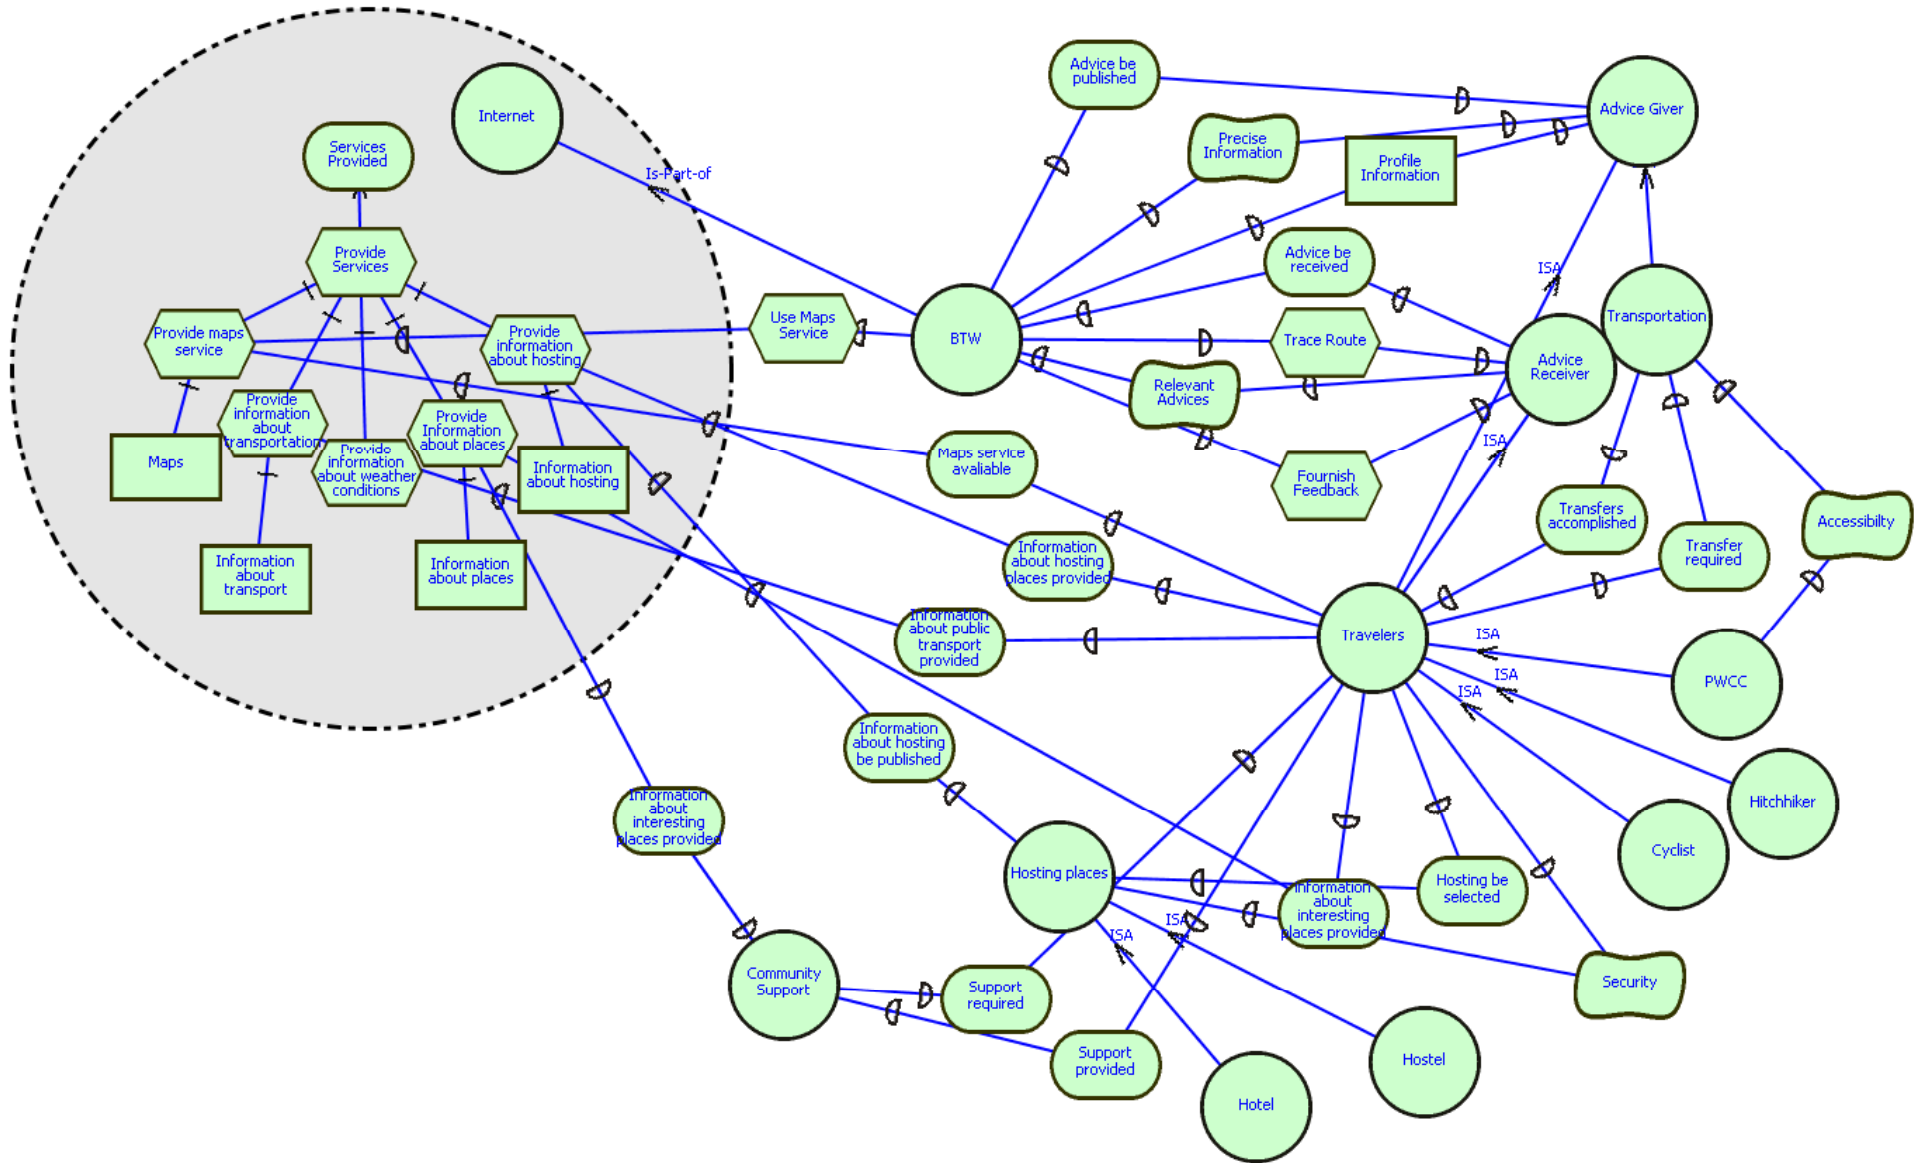 Internet
Services
Provided
Provide
Services
Provide maps
service
Provide
information
about hosting
Provide
information
about
transportation
Provide
information
about weather
conditions
Provide
Information
about places
Maps
Information
about hosting
Information
about
transport
Information
about places
Is-Part-of
Use Maps
Service
BTW
Advice be
published
Precise
Information
Profile
Information
Advice Giver
Advice be
received
Trace Route
Relevant
Advices
Fournish
Feedback
ISA
Transportation
Advice
Receiver
ISA
Maps service
avaliable
Information
about hosting
places provided
Information
about public
transport
provided
Transfers
accomplished
Transfer
required
Accessibilty
Travelers
ISA
ISA
ISA
PWCC
Hitchhiker
Cyclist
Information
about hosting
be published
Information
about
interesting
places provided
Hosting places
Information
about
interesting
places provided
Hosting be
selected
Security
ISA
ISA
Community
Support
Support
required
Support
provided
Hostel
Hotel